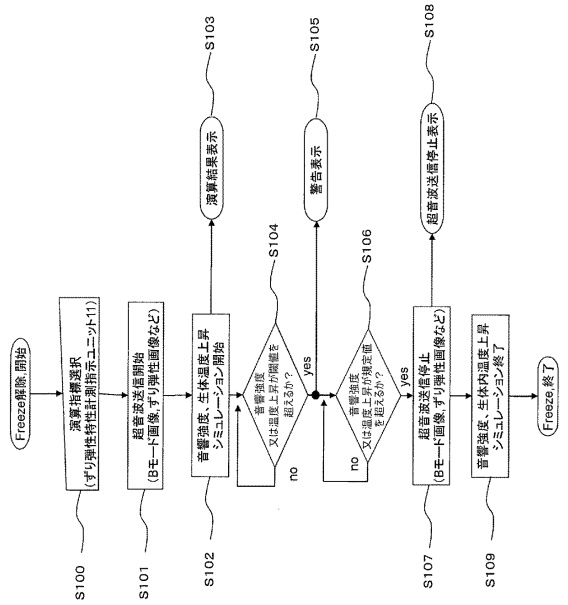 Freeze解除,開始
演算指標選択
(ずり弾性特性計測指示ユニット11)
S100
超音波送信開始
(Bモード画像,ずり弾性画像など)
S101
音響強度、生体温度上昇
シミュレーション開始
S102
演算結果表示
S103
音響強度
又は温度上昇が閾値を
超えるか?
S104
no
yes
警告表示
S105
音響強度
又は温度上昇が規定値
を超えるか?
S106
no
yes
超音波送信停止
(Bモード画像,ずり弾性画像など)
S107
超音波送信停止表示
S108
音響強度、生体内温度上昇
シミュレーション終了
S109
Freeze,終了